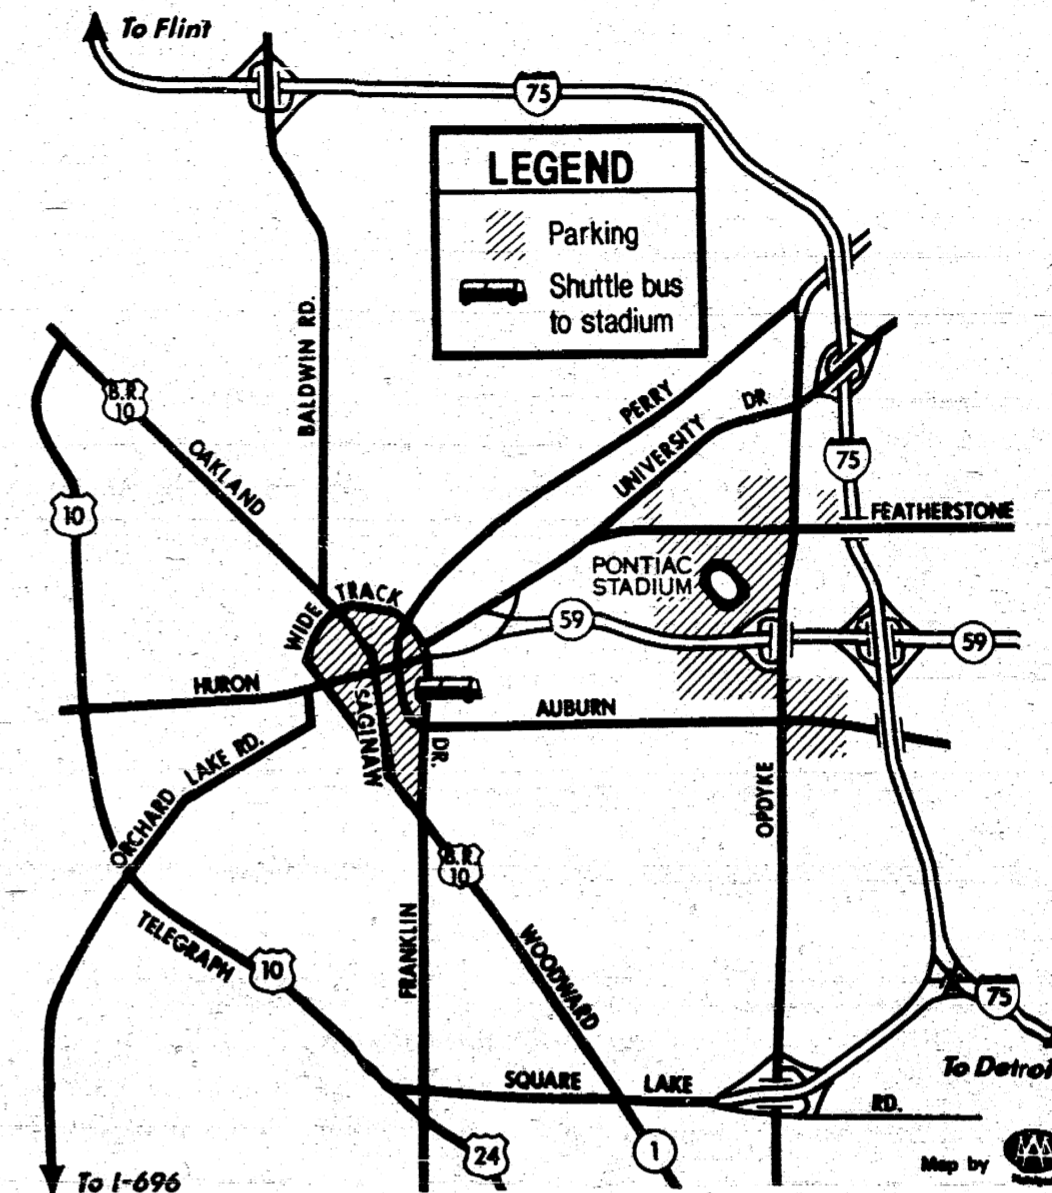 To Flint
75
LEGEND
Parking
Shuttle bus
to stadium
BALDWIN RD.
B.R.
10
OAKLAND
PERRY
UNIVERSITY DR
75
10
FEATHERSTONE
PONTIAC
STADIUM
WIDE TRACK
59
59
HURON
SAGINAW
AUBURN
DR.
ORCHARD LAKE RD.
OPDYKE
B.R.
10
TELEGRAPH
10
FRANKLIN
WOODWARD
75
To Detroit
SQUARE LAKE RD.
24
1
Map by
To I-696